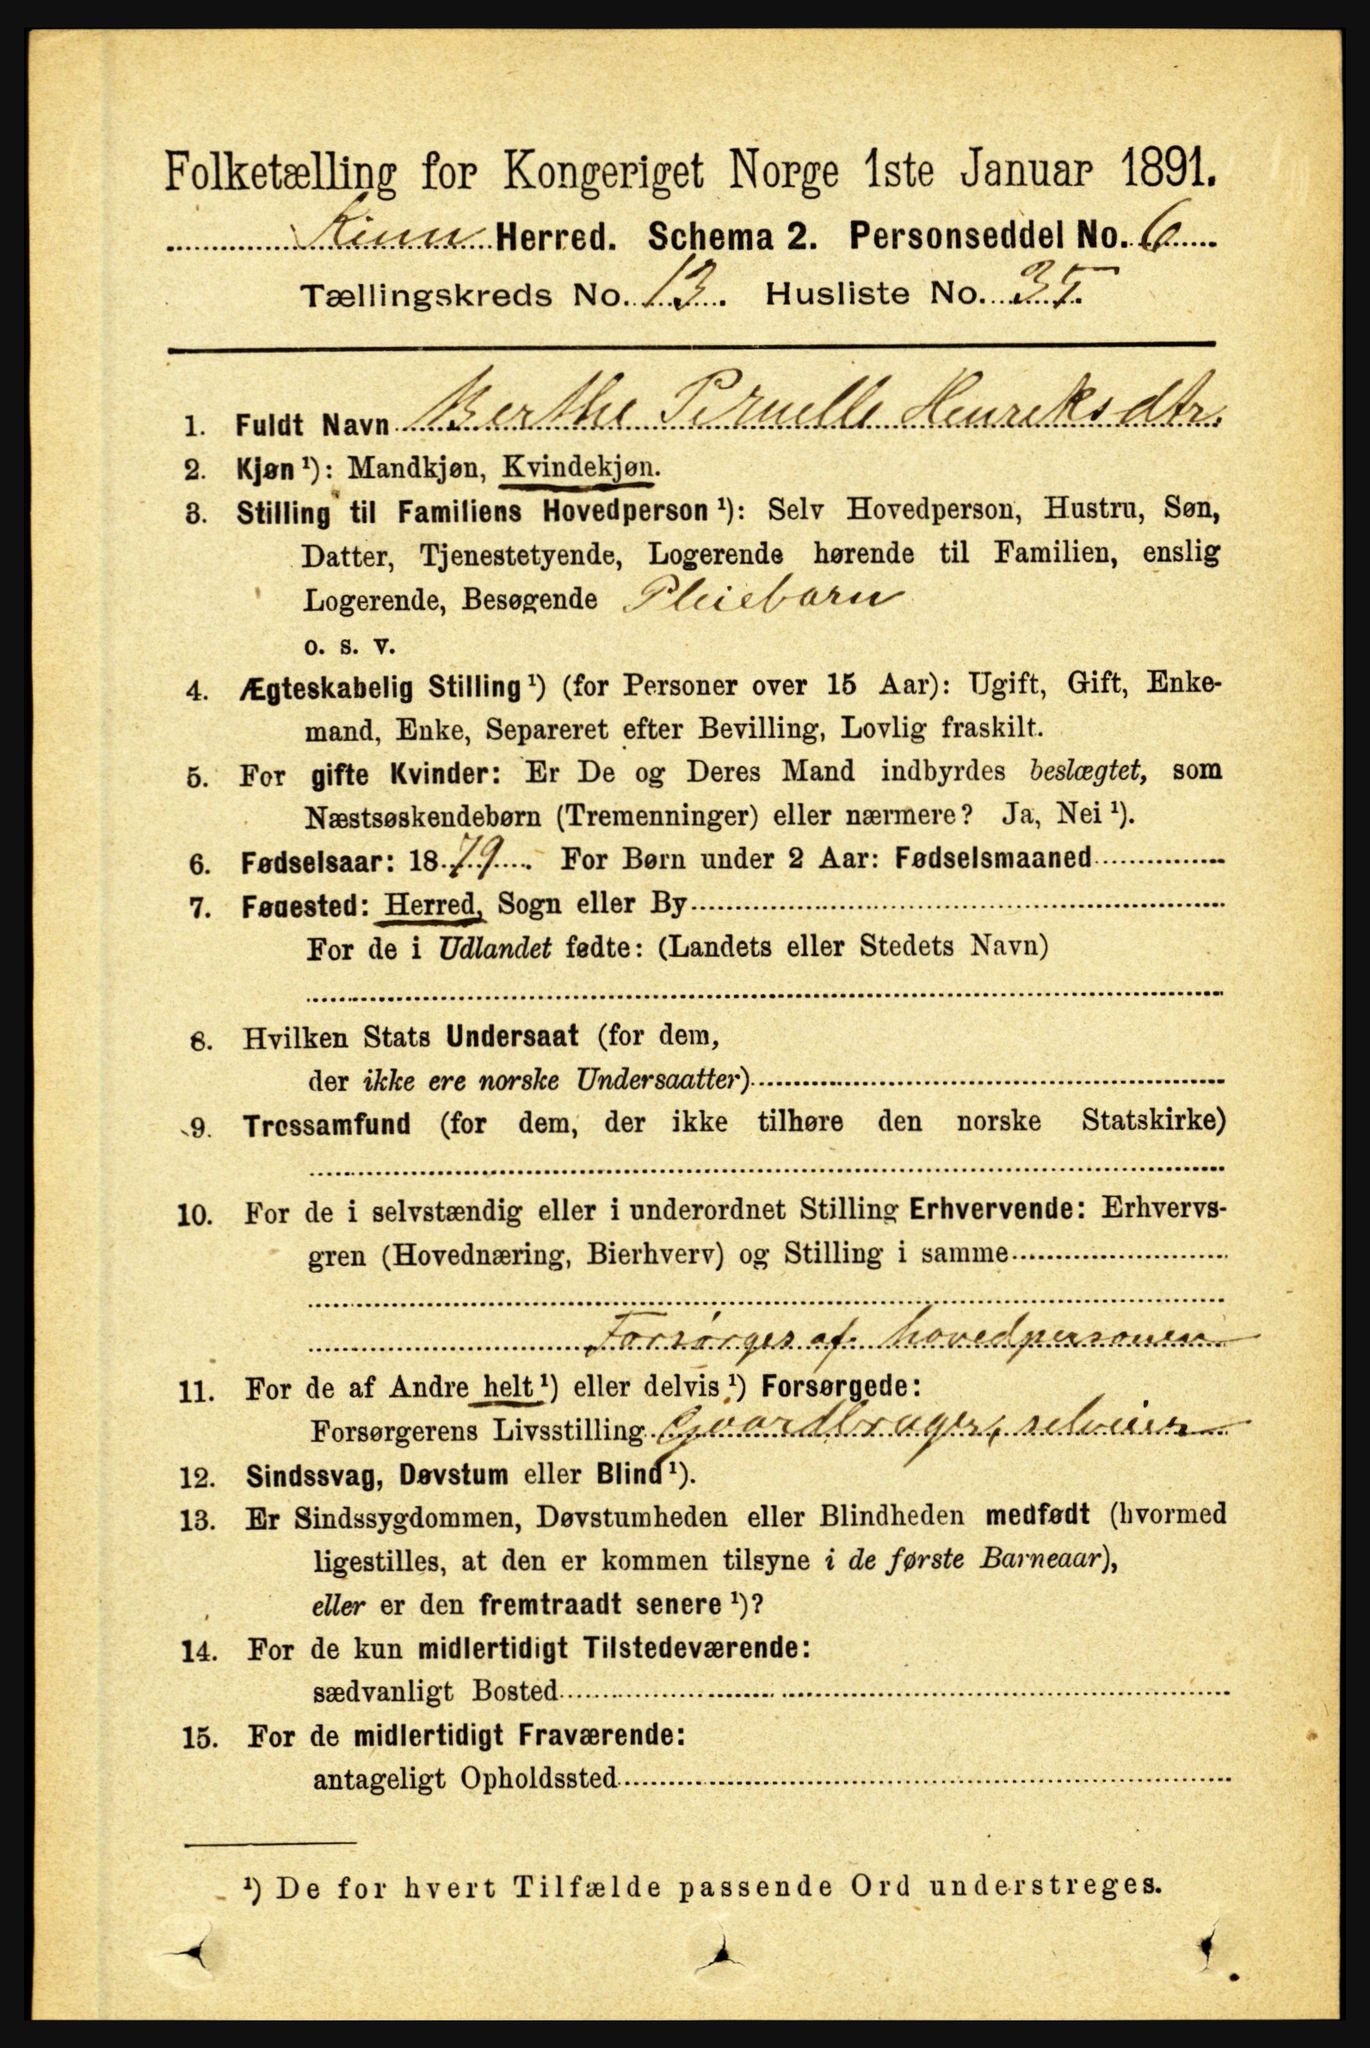 Folketælling for Kongeriget Norge 1ste Januar 1891.
Kinn Herred. Schema 2. Personseddel No. 6
Tællingskreds No. 13. Husliste No. 35.
1. Fuldt Navn Berthe Pernelle Henriksdtr.
2. Kjøn ¹): Mandkjøn, Kvindekjøn.
3. Stilling til Familiens Hovedperson ¹): Selv Hovedperson, Hustru, Søn,
Datter, Tjenestetyende, Logerende hørende til Familien, enslig
Logerende, Besøgende Pleiebarn
o. s. v.
4. Ægteskabelig Stilling ¹) (for Personer over 15 Aar): Ugift, Gift, Enke-
mand, Enke, Separeret efter Bevilling, Lovlig fraskilt.
5. For gifte Kvinder: Er De og Deres Mand indbyrdes beslægtet, som
Næstsøskendebørn (Tremenninger) eller nærmere? Ja, Nei ¹).
6. Fødselsaar: 1879. For Børn under 2 Aar: Fødselsmaaned
7. Fødested: Herred, Sogn eller By
For de i Udlandet fødte: (Landets eller Stedets Navn)
8. Hvilken Stats Undersaat (for dem,
der ikke ere norske Undersaatter)
9. Trossamfund (for dem, der ikke tilhøre den norske Statskirke)
10. For de i selvstændig eller i underordnet Stilling Erhvervende: Erhvervs-
gren (Hovednæring, Bierhverv) og Stilling i samme
Forsørges af hovedpersonen
11. For de af Andre helt ¹) eller delvis ¹) Forsørgede:
Forsørgerens Livsstilling Gaardbruger, selveier
12. Sindssvag, Døvstum eller Blind ¹).
13. Er Sindssygdommen, Døvstumheden eller Blindheden medfødt (hvormed
ligestilles, at den er kommen tilsyne i de første Barneaar),
eller er den fremtraadt senere ¹)?
14. For de kun midlertidigt Tilstedeværende:
sædvanligt Bosted
15. For de midlertidigt Fraværende:
antageligt Opholdssted
¹) De for hvert Tilfælde passende Ord understreges.